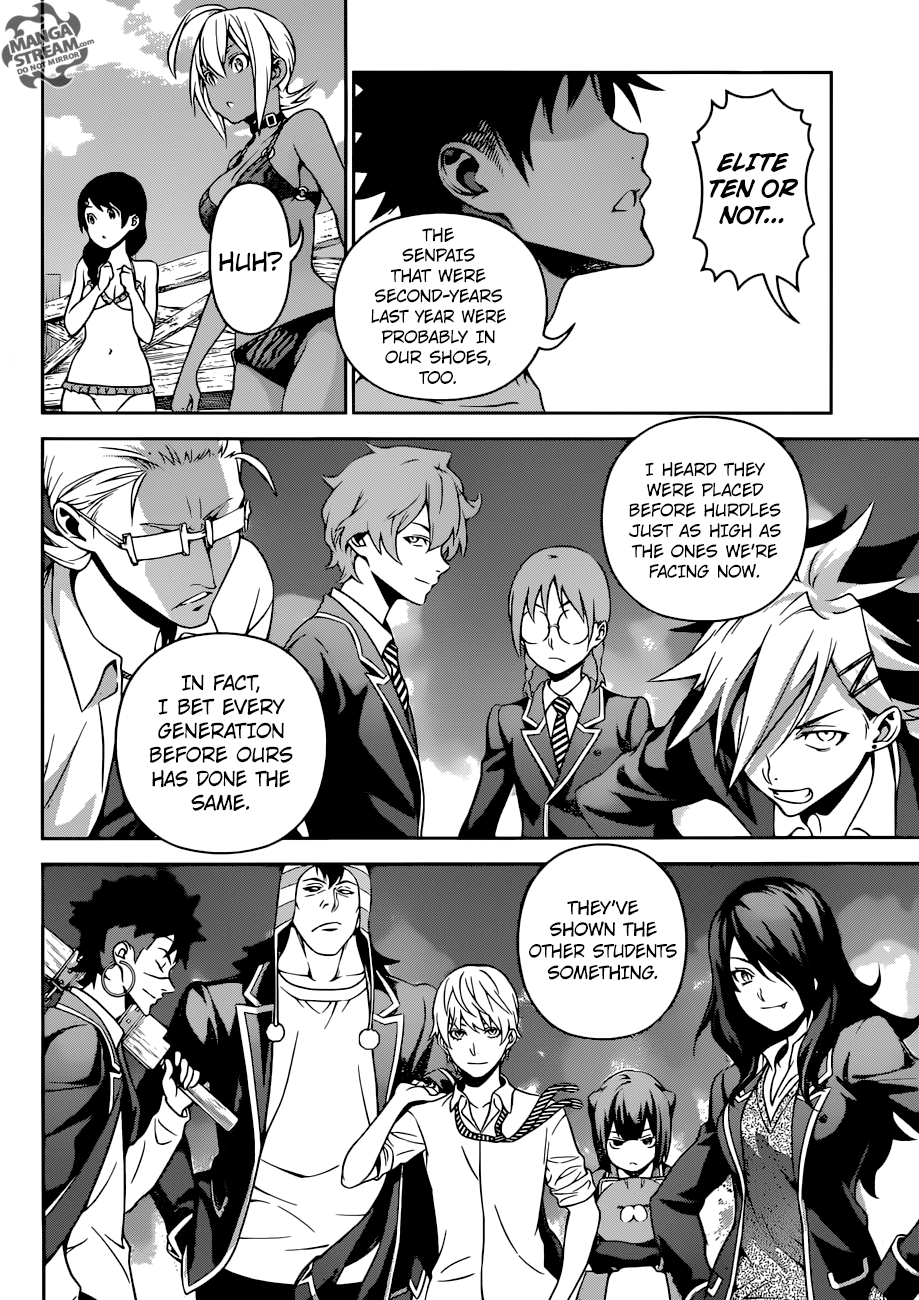 MANGA
STREAM.com
DO NOT MIRROR
ELITE
TEN OR
NOT...
THE
SENPAIS
THAT WERE
SECOND-YEARS
LAST YEAR WERE
PROBABLY IN
OUR SHOES,
TOO.
HUH?
I HEARD THEY
WERE PLACED
BEFORE HURDLES
JUST AS HIGH AS
THE ONES WE'RE
FACING NOW.
IN FACT,
I BET EVERY
GENERATION
BEFORE OURS
HAS DONE THE
SAME.
THEY'VE
SHOWN THE
OTHER STUDENTS
SOMETHING.